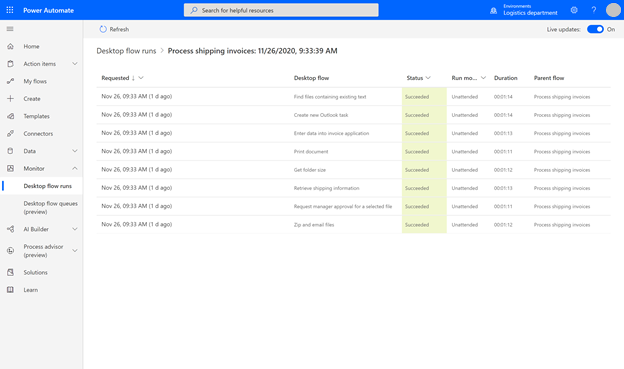 Power Automate
Search for helpful resources
Environments
Logistics department
Refresh
Live updates: On
Home
Action items
My flows
Create
Templates
Connectors
Data
Monitor
Desktop flow runs
Desktop flow queues
(preview)
AI Builder
Process advisor
(preview)
Solutions
Learn
Desktop flow runs > Process shipping invoices: 11/26/2020, 9:33:39 AM
Requested ↓ Desktop flow Status Run mo... Duration Parent flow
Nov 26, 09:33 AM (1 d ago) Find files containing existing text Succeeded Unattended 00:01:14 Process shipping invoices
Nov 26, 09:33 AM (1 d ago) Create new Outlook task Succeeded Unattended 00:01:14 Process shipping invoices
Nov 26, 09:33 AM (1 d ago) Enter data into invoice application Succeeded Unattended 00:01:13 Process shipping invoices
Nov 26, 09:33 AM (1 d ago) Print document Succeeded Unattended 00:01:11 Process shipping invoices
Nov 26, 09:33 AM (1 d ago) Get folder size Succeeded Unattended 00:01:12 Process shipping invoices
Nov 26, 09:33 AM (1 d ago) Retrieve shipping information Succeeded Unattended 00:01:13 Process shipping invoices
Nov 26, 09:33 AM (1 d ago) Request manager approval for a selected file Succeeded Unattended 00:01:11 Process shipping invoices
Nov 26, 09:33 AM (1 d ago) Zip and email files Succeeded Unattended 00:01:12 Process shipping invoices